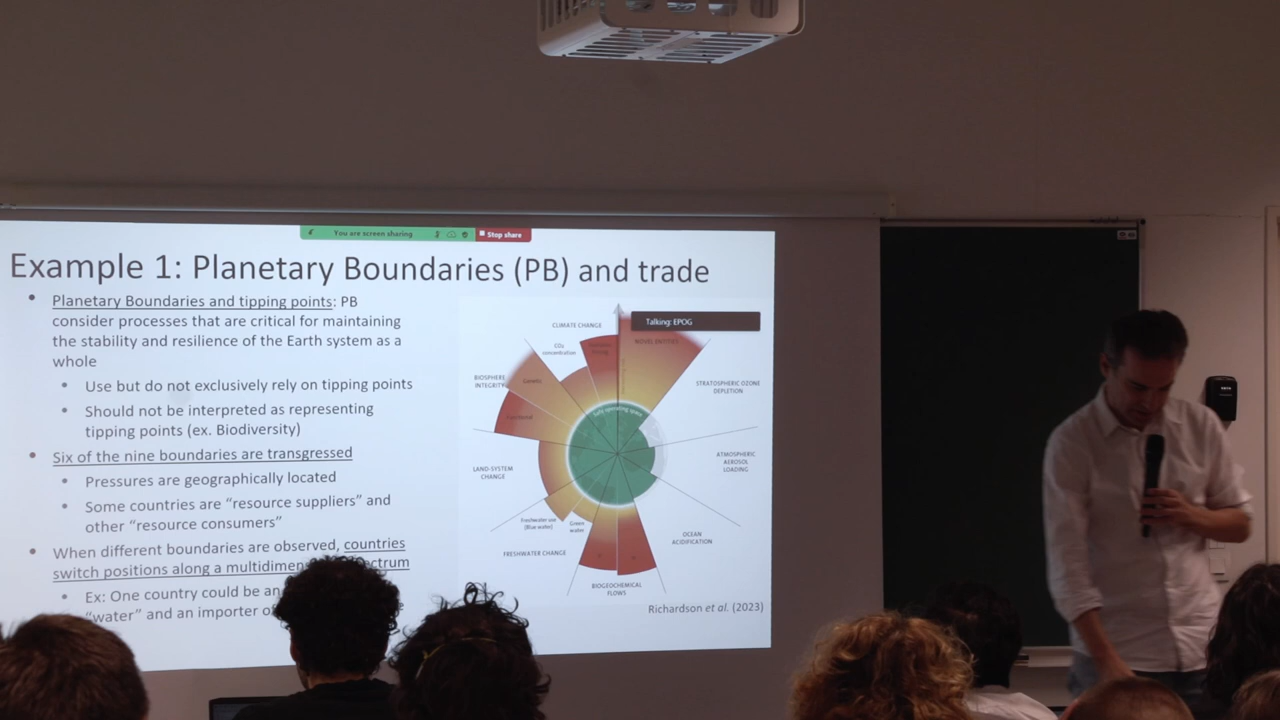 You are screen sharing
Stop share
Example 1: Planetary Boundaries (PB) and trade
• Planetary Boundaries and tipping points: PB
consider processes that are critical for maintaining
the stability and resilience of the Earth system as a
whole
• Use but do not exclusively rely on tipping points
• Should not be interpreted as representing
tipping points (ex. Biodiversity)
• Six of the nine boundaries are transgressed
• Pressures are geographically located
• Some countries are “resource suppliers” and
other “resource consumers”
• When different boundaries are observed, countries
switch positions along a
• Ex: One country could be an
“water” and an importer
Talking: EPOG
CLIMATE CHANGE
CO₂
concentration
NOVEL ENTITIES
BIOSPHERE
INTEGRITY
Genetic
Functional
STRATOSPHERIC OZONE
DEPLETION
Safe operating space
LAND-SYSTEM
CHANGE
ATMOSPHERIC
AEROSOL
LOADING
Freshwater use
(Blue water)
Green
water
FRESHWATER CHANGE
OCEAN
ACIDIFICATION
P
N
BIOGEOCHEMICAL
FLOWS
Richardson et al. (2023)